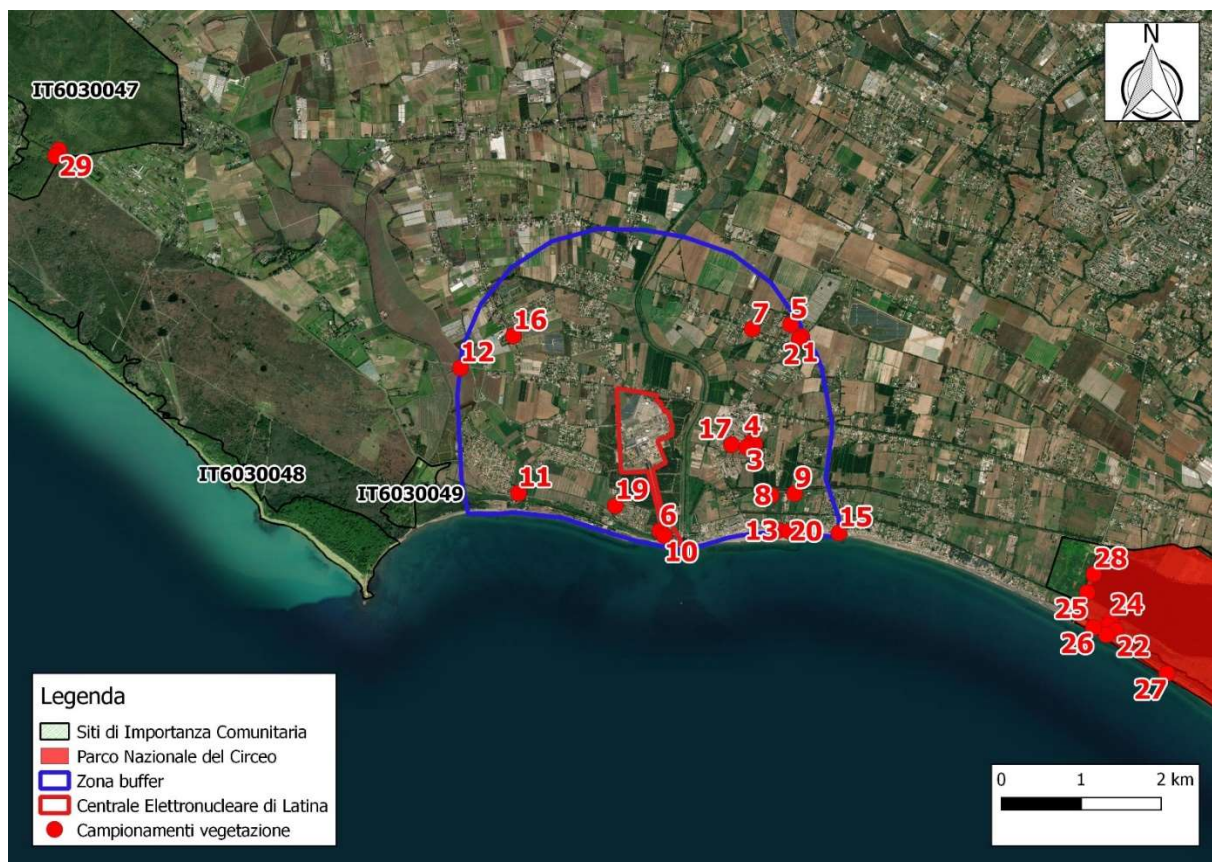 N
IT6030047
29
5
7
16
21
12
4
17
3
IT6030048
IT6030049
11
9
8
19
6
15
13
20
10
28
25
24
26
22
27
Legenda
Siti di Importanza Comunitaria
Parco Nazionale del Circeo
Zona buffer
Centrale Elettronucleare di Latina
Campionamenti vegetazione
0 1 2 km